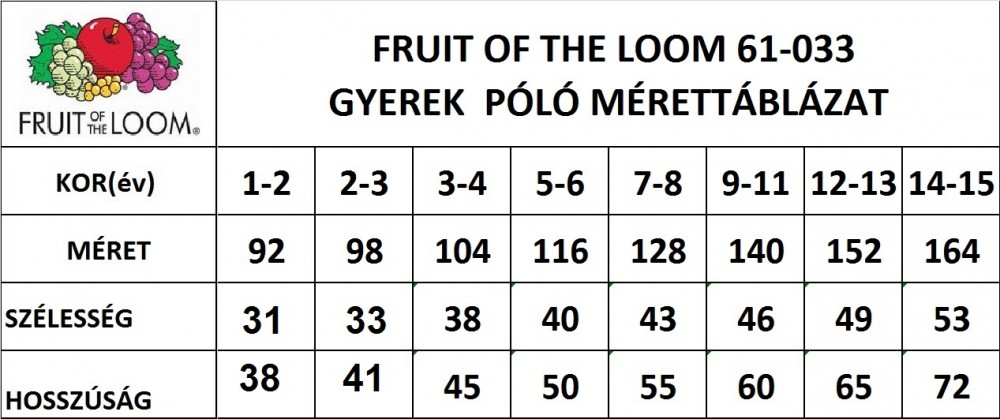 FRUIT OF THE LOOM®
FRUIT OF THE LOOM 61-033
GYEREK PÓLÓ MÉRETTÁBLÁZAT
KOR(év) 1-2 2-3 3-4 5-6 7-8 9-11 12-13 14-15
MÉRET 92 98 104 116 128 140 152 164
SZÉLESSÉG 31 33 38 40 43 46 49 53
HOSSZÚSÁG 38 41 45 50 55 60 65 72